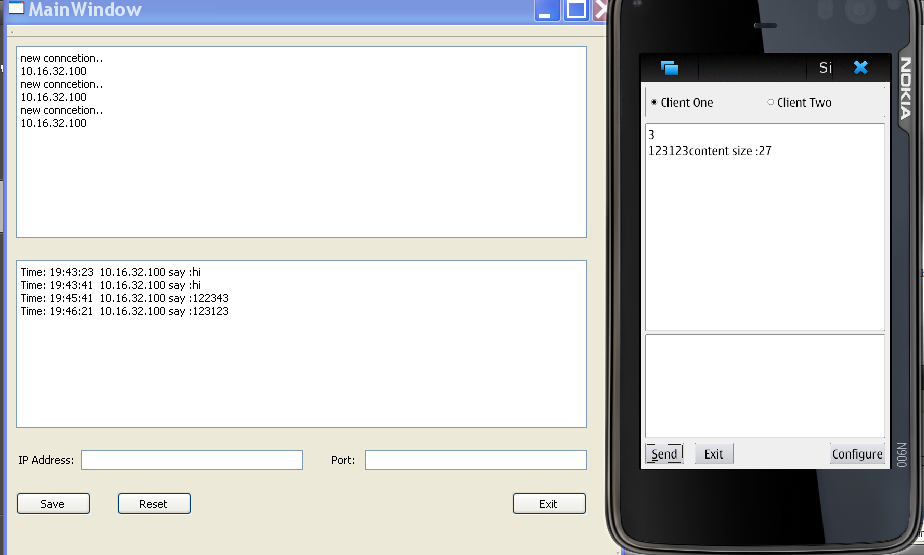 MainWindow
new conncetion..
10.16.32.100
new conncetion..
10.16.32.100
new conncetion..
10.16.32.100
Time: 19:43:23 10.16.32.100 say :hi
Time: 19:43:41 10.16.32.100 say :hi
Time: 19:45:41 10.16.32.100 say :122343
Time: 19:46:21 10.16.32.100 say :123123
IP Address:
Port:
Save
Reset
Exit
Si
NOKIA
Client One
Client Two
3
123123content size :27
Send
Exit
Configure
N900